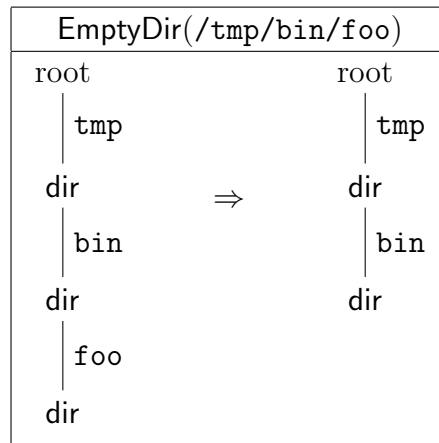 EmptyDir(/tmp/bin/foo)
root root
tmp tmp
dir ⇒ dir
bin bin
dir dir
foo
dir